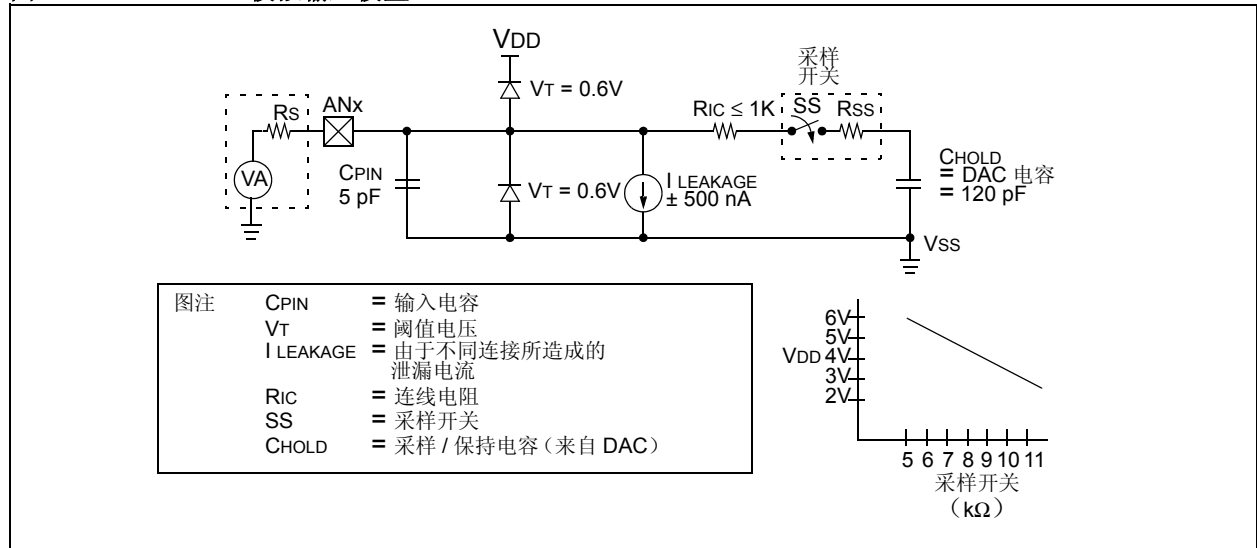 VDD
VT = 0.6V
采样
开关
RS
ANx
RIC ≤ 1K
SS
RSS
VA
CPIN
5 pF
VT = 0.6V
I LEAKAGE
± 500 nA
CHOLD
= DAC 电容
= 120 pF
VSS
图注
CPIN = 输入电容
VT = 阈值电压
I LEAKAGE = 由于不同连接所造成的
泄漏电流
RIC = 连线电阻
SS = 采样开关
CHOLD = 采样 / 保持电容（来自 DAC）
6V
5V
VDD 4V
3V
2V
5 6 7 8 9 10 11
采样开关
（kΩ）